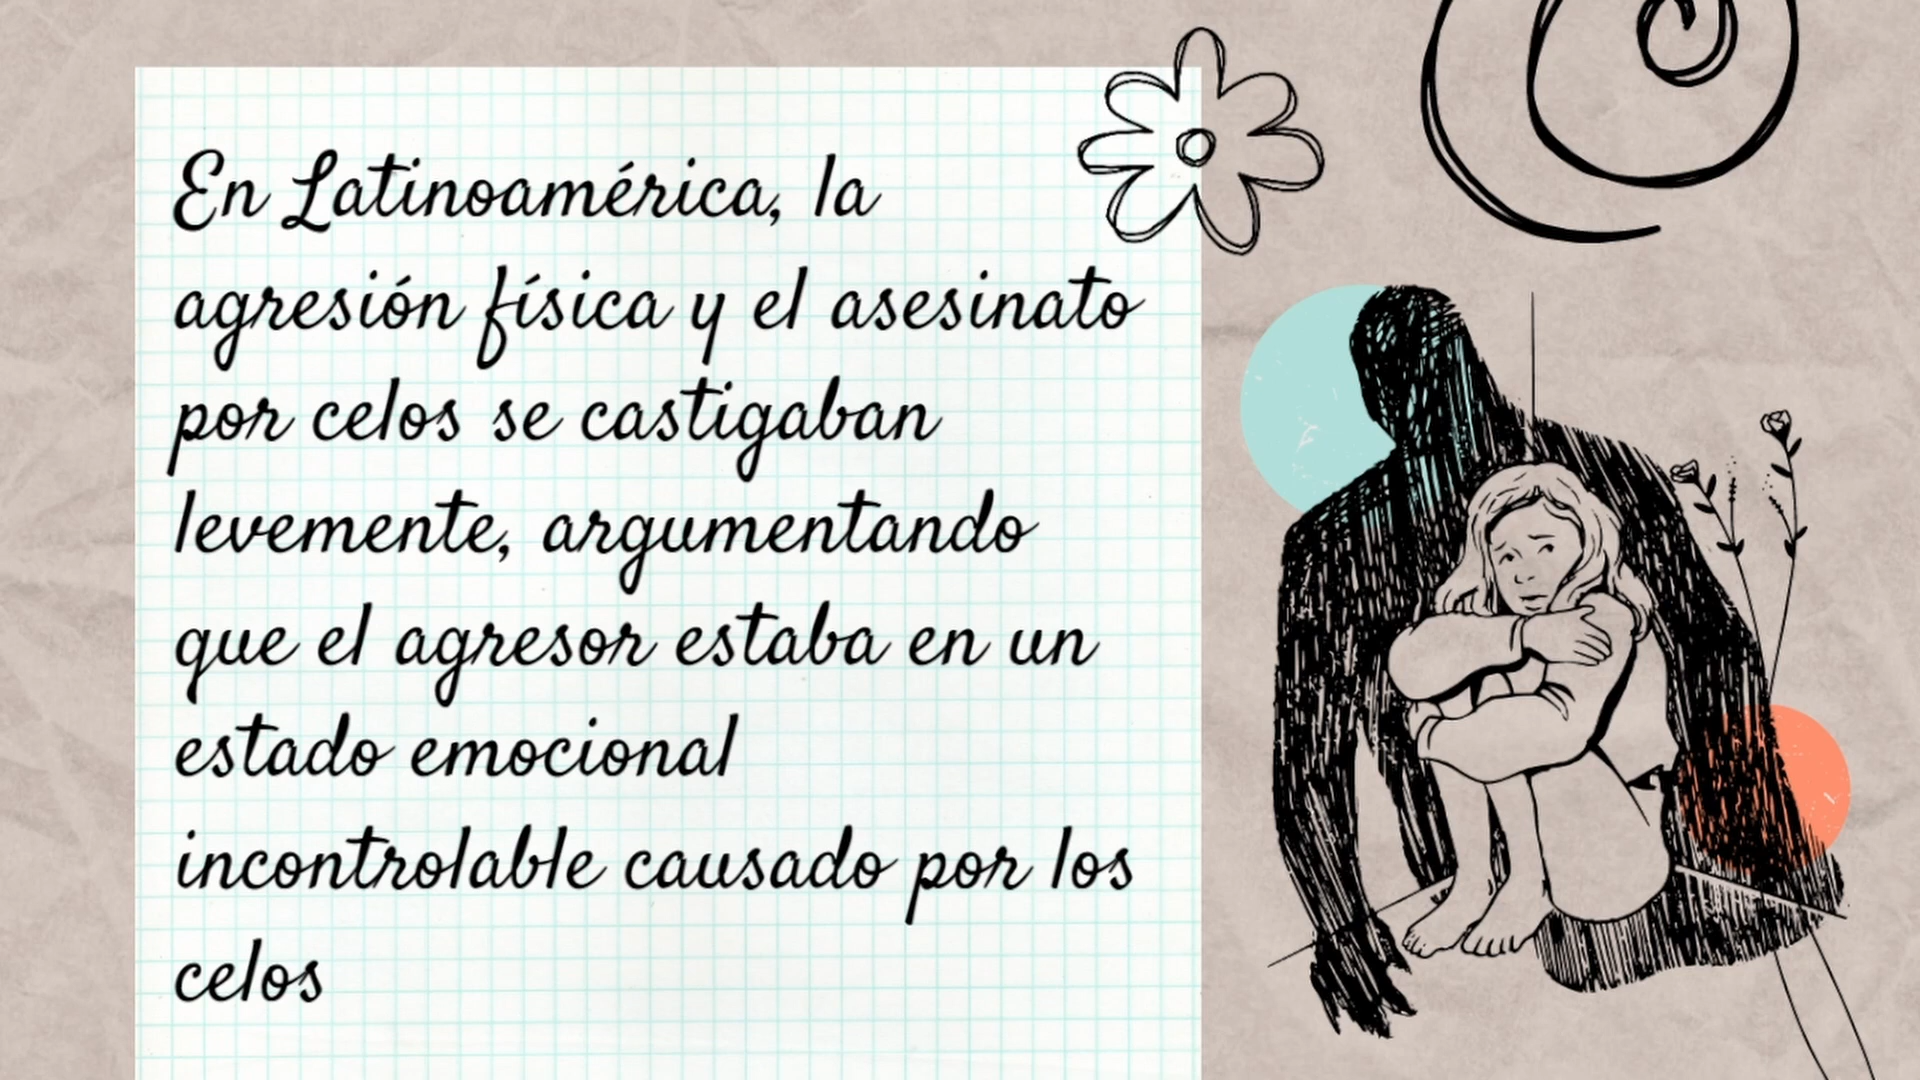 En Latinoamérica, la
agresión física y el asesinato
por celos se castigaban
levemente, argumentando
que el agresor estaba en un
estado emocional
incontrolable causado por los
celos